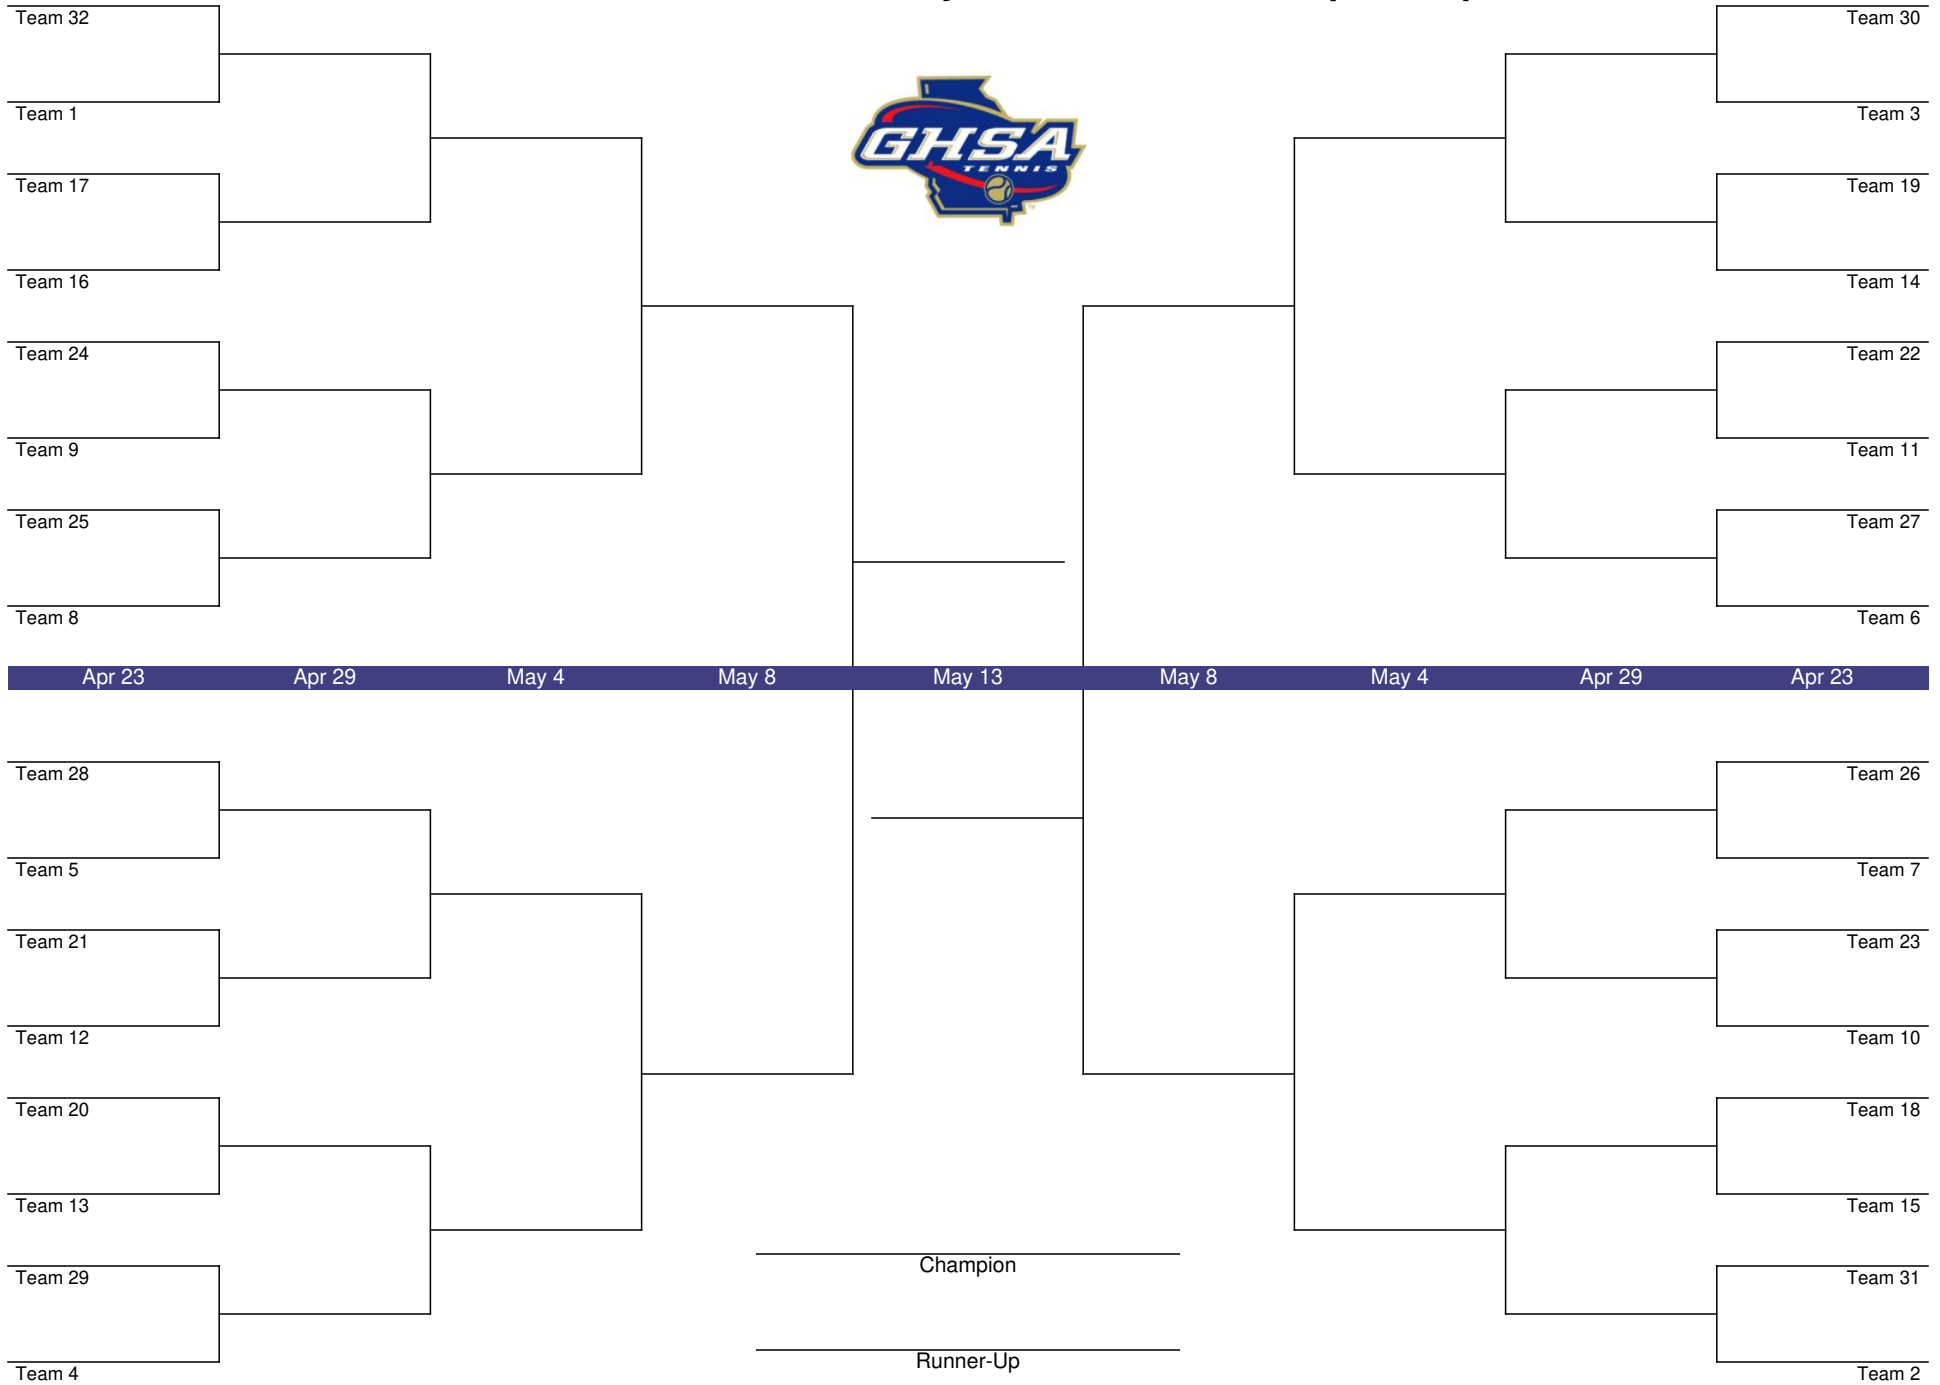 Team 32
Team 1
Team 17
Team 16
Team 24
Team 9
Team 25
Team 8
GHSA
TENNIS
Team 30
Team 3
Team 19
Team 14
Team 22
Team 11
Team 27
Team 6
Apr 23 Apr 29 May 4 May 8 May 13 May 8 May 4 Apr 29 Apr 23
Team 28
Team 5
Team 21
Team 12
Team 20
Team 13
Team 29
Team 4
Team 26
Team 7
Team 23
Team 10
Team 18
Team 15
Team 31
Team 2
Champion
Runner-Up